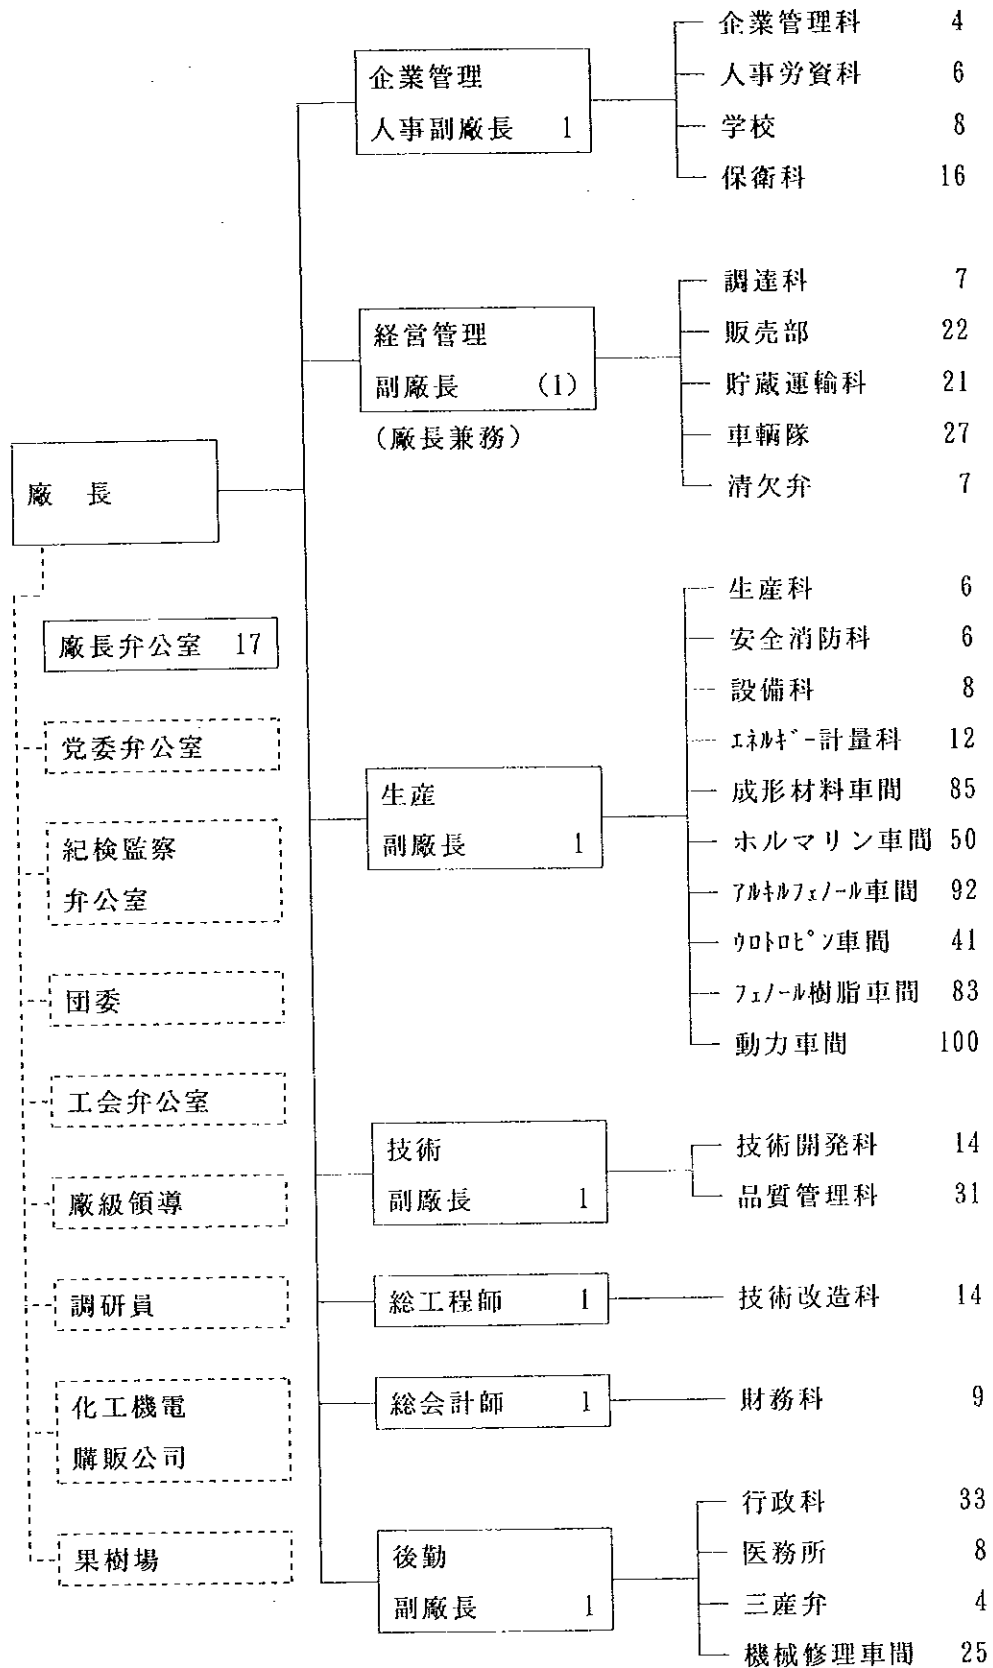 企業管理
人事副廠長 1
企業管理科 4
人事労資科 6
学校 8
保衛科 16
経営管理
副廠長 (1)
(廠長兼務)
調達科 7
販売部 22
貯蔵運輸科 21
車輌隊 27
清欠弁 7
廠 長
廠長弁公室 17
党委弁公室
紀検監察
弁公室
団委
工会弁公室
廠級領導
調研員
化工機電
購販公司
果樹場
生産
副廠長 1
生産科 6
安全消防科 6
設備科 8
エネルギー計量科 12
成形材料車間 85
ホルマリン車間 50
アルキルフェノール車間 92
ウロトロピン車間 41
フェノール樹脂車間 83
動力車間 100
技術
副廠長 1
技術開発科 14
品質管理科 31
総工程師 1
技術改造科 14
総会計師 1
財務科 9
後勤
副廠長 1
行政科 33
医務所 8
三産弁 4
機械修理車間 25